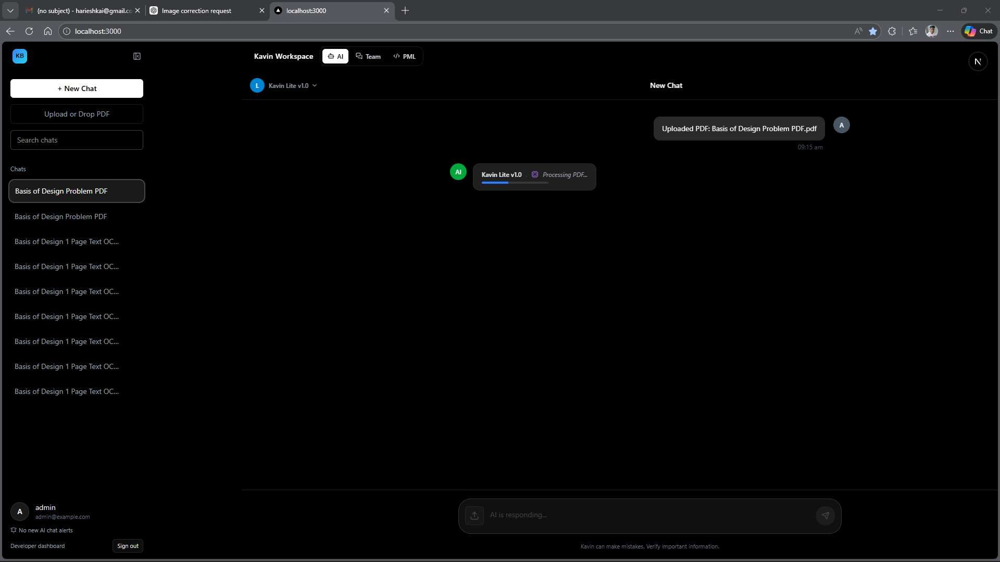 (no subject) - harieshkai@gmail.co
Image correction request
localhost:3000
localhost:3000
Chat
KB
Kavin Workspace
AI
Team
PML
N
+ New Chat
L
Kavin Lite v1.0
New Chat
Upload or Drop PDF
Search chats
Uploaded PDF: Basis of Design Problem PDF.pdf
A
09:15 am
Chats
AI
Kavin Lite v1.0 . Processing PDF...
Basis of Design Problem PDF
Basis of Design Problem PDF
Basis of Design 1 Page Text OC...
Basis of Design 1 Page Text OC...
Basis of Design 1 Page Text OC...
Basis of Design 1 Page Text OC...
Basis of Design 1 Page Text OC...
Basis of Design 1 Page Text OC...
Basis of Design 1 Page Text OC...
A
admin
admin@example.com
No new AI chat alerts
Developer dashboard
Sign out
AI is responding...
Kavin can make mistakes. Verify important information.